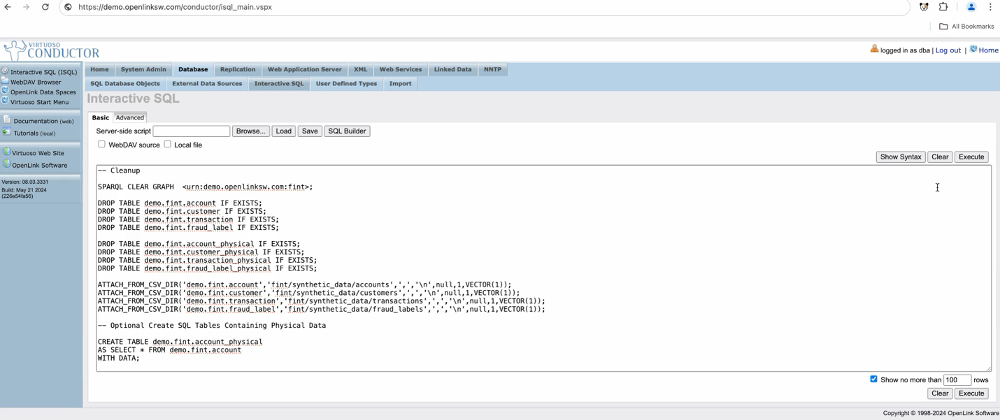 https://demo.openlinksw.com/conductor/isql_main.vspx
All Bookmarks
VIRTUOSO
CONDUCTOR
logged in as dba | Log out | Home
Interactive SQL (ISQL)
WebDAV Browser
OpenLink Data Spaces
Virtuoso Start Menu
Documentation (web)
Tutorials (local)
Virtuoso Web Site
OpenLink Software
Version: 08.03.3331
Build: May 21 2024
(226e54fa56)
Home System Admin Database Replication Web Application Server XML Web Services Linked Data NNTP
SQL Database Objects External Data Sources Interactive SQL User Defined Types Import
Interactive SQL
Basic Advanced
Server-side script Browse... Load Save SQL Builder
WebDAV source Local file
Show Syntax Clear Execute
-- Cleanup
SPARQL CLEAR GRAPH  <urn:demo.openlinksw.com:fint>;
DROP TABLE demo.fint.account IF EXISTS;
DROP TABLE demo.fint.customer IF EXISTS;
DROP TABLE demo.fint.transaction IF EXISTS;
DROP TABLE demo.fint.fraud_label IF EXISTS;
DROP TABLE demo.fint.account_physical IF EXISTS;
DROP TABLE demo.fint.customer_physical IF EXISTS;
DROP TABLE demo.fint.transaction_physical IF EXISTS;
DROP TABLE demo.fint.fraud_label_physical IF EXISTS;
ATTACH_FROM_CSV_DIR('demo.fint.account','fint/synthetic_data/accounts',',','\n',null,1,VECTOR(1));
ATTACH_FROM_CSV_DIR('demo.fint.customer','fint/synthetic_data/customers',',','\n',null,1,VECTOR(1));
ATTACH_FROM_CSV_DIR('demo.fint.transaction','fint/synthetic_data/transactions',',','\n',null,1,VECTOR(1));
ATTACH_FROM_CSV_DIR('demo.fint.fraud_label','fint/synthetic_data/fraud_labels',',','\n',null,1,VECTOR(1));
-- Optional Create SQL Tables Containing Physical Data
CREATE TABLE demo.fint.account_physical
AS SELECT * FROM demo.fint.account
WITH DATA;
Show no more than 100 rows
Clear Execute
Copyright © 1998-2024 OpenLink Software